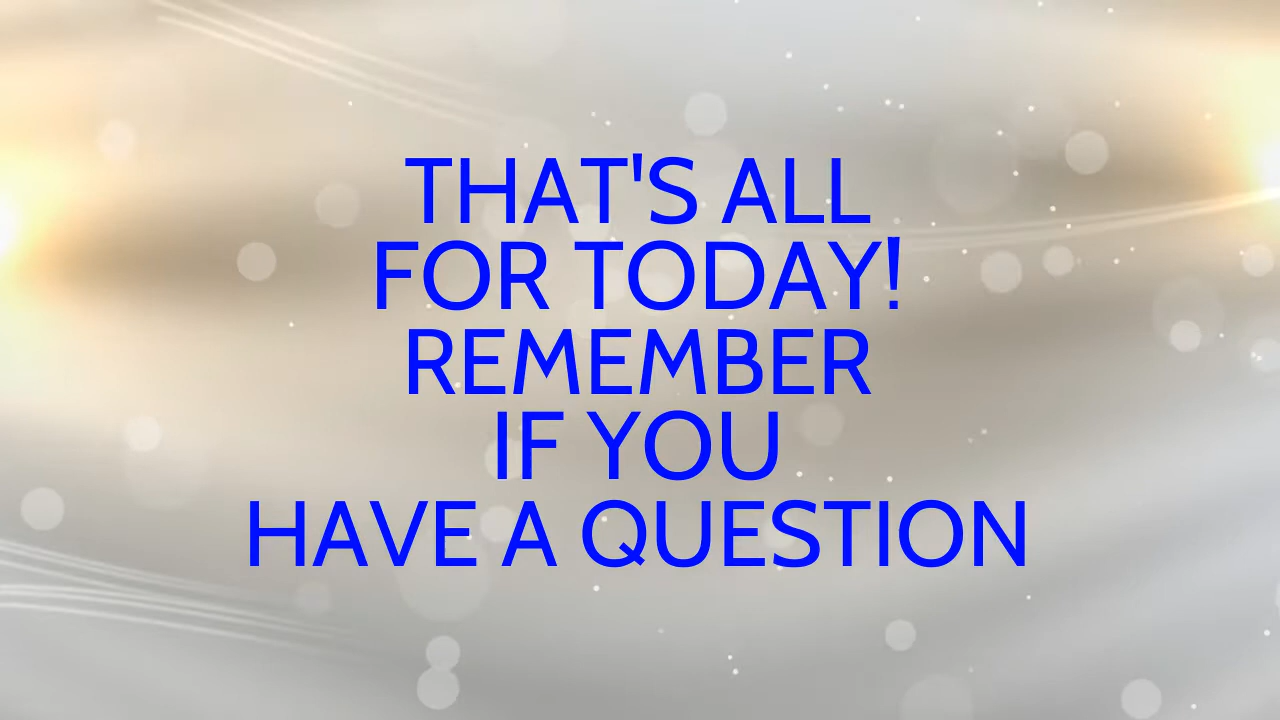 THAT'S ALL
FOR TODAY!
REMEMBER
IF YOU
HAVE A QUESTION